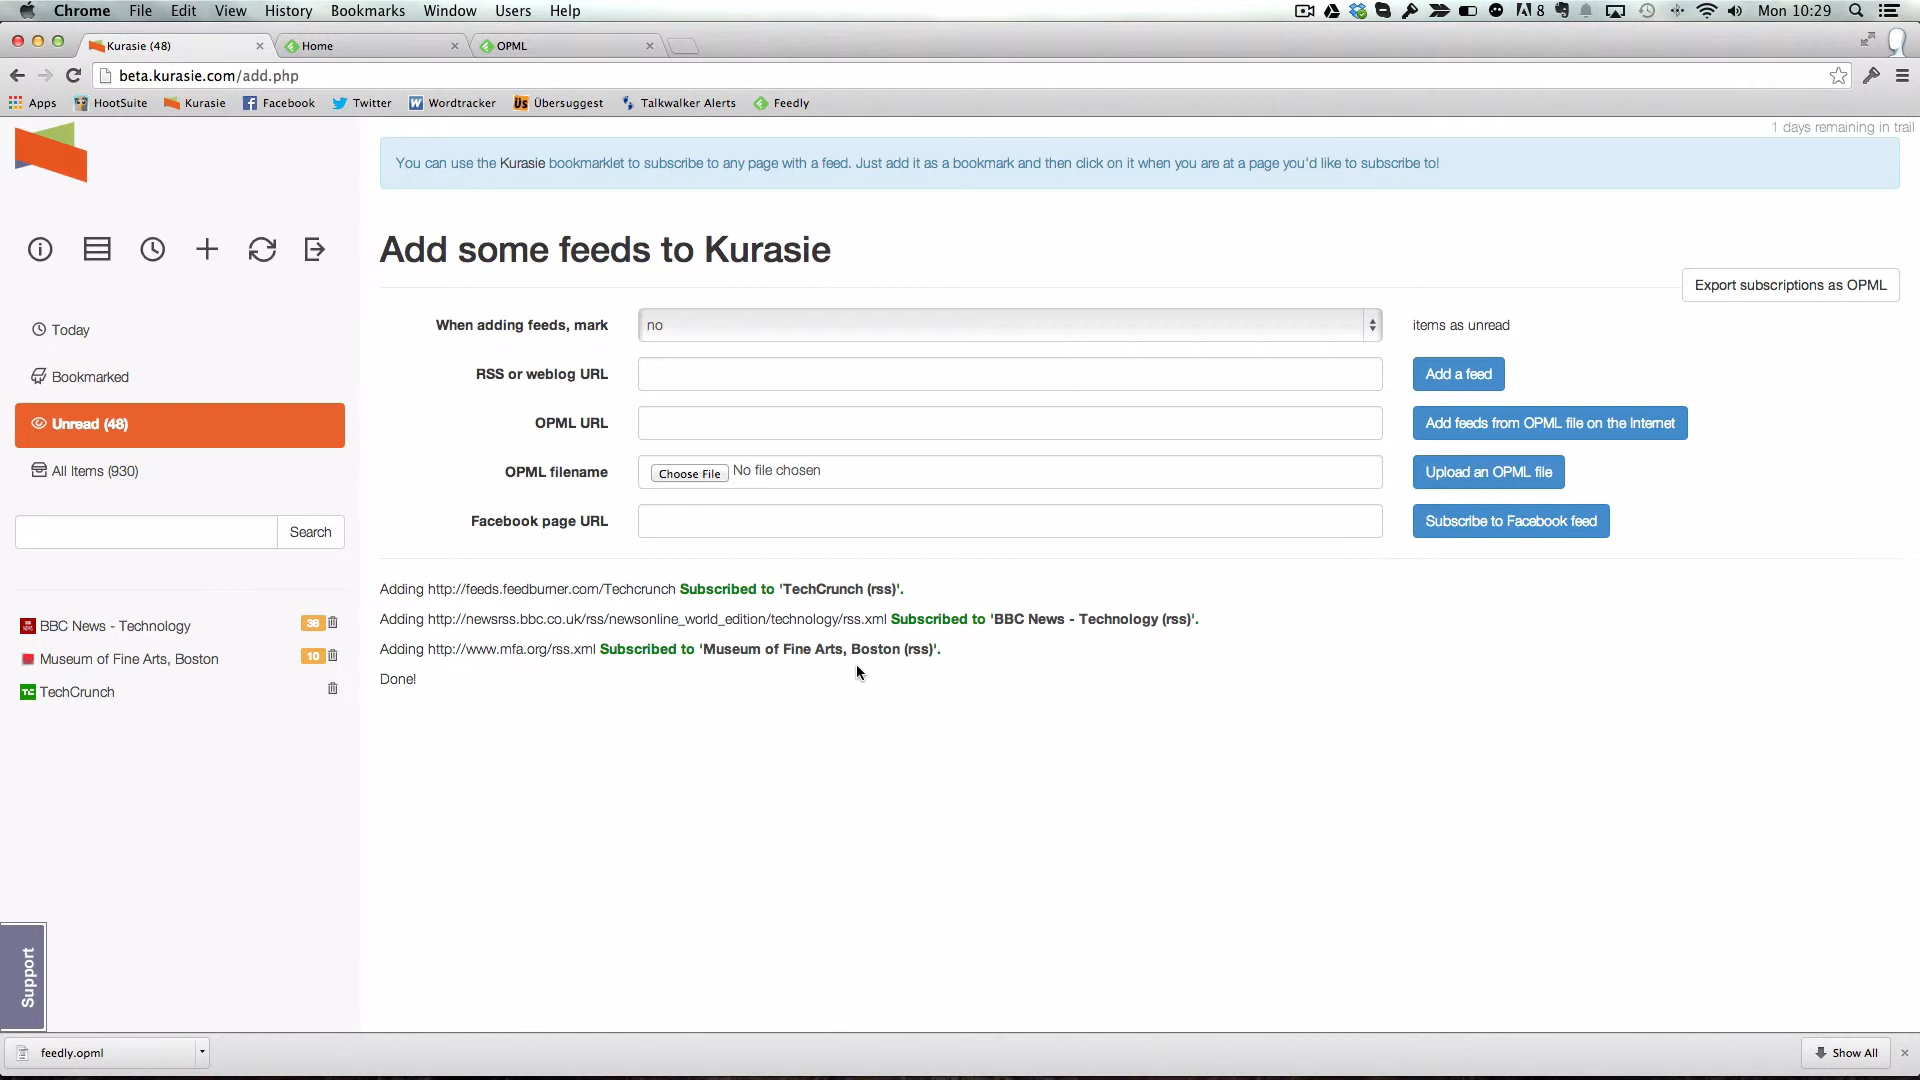 Chrome File Edit View History Bookmarks Window Users Help
8 Mon 10:29
Kurasie (48) Home OPML
beta.kurasie.com/add.php
Apps HootSuite Kurasie Facebook Twitter Wordtracker Übersuggest Talkwalker Alerts Feedly
1 days remaining in trail
You can use the Kurasie bookmarklet to subscribe to any page with a feed. Just add it as a bookmark and then click on it when you are at a page you'd like to subscribe to!
Add some feeds to Kurasie
Export subscriptions as OPML
When adding feeds, mark no items as unread
RSS or weblog URL Add a feed
OPML URL Add feeds from OPML file on the Internet
OPML filename Choose File No file chosen Upload an OPML file
Facebook page URL Subscribe to Facebook feed
Today
Bookmarked
Unread (48)
All Items (930)
Search
BBC News - Technology 38
Museum of Fine Arts, Boston 10
TechCrunch
Adding http://feeds.feedburner.com/Techcrunch Subscribed to 'TechCrunch (rss)'.
Adding http://newsrss.bbc.co.uk/rss/newsonline_world_edition/technology/rss.xml Subscribed to 'BBC News - Technology (rss)'.
Adding http://www.mfa.org/rss.xml Subscribed to 'Museum of Fine Arts, Boston (rss)'.
Done!
Support
feedly.opml
Show All